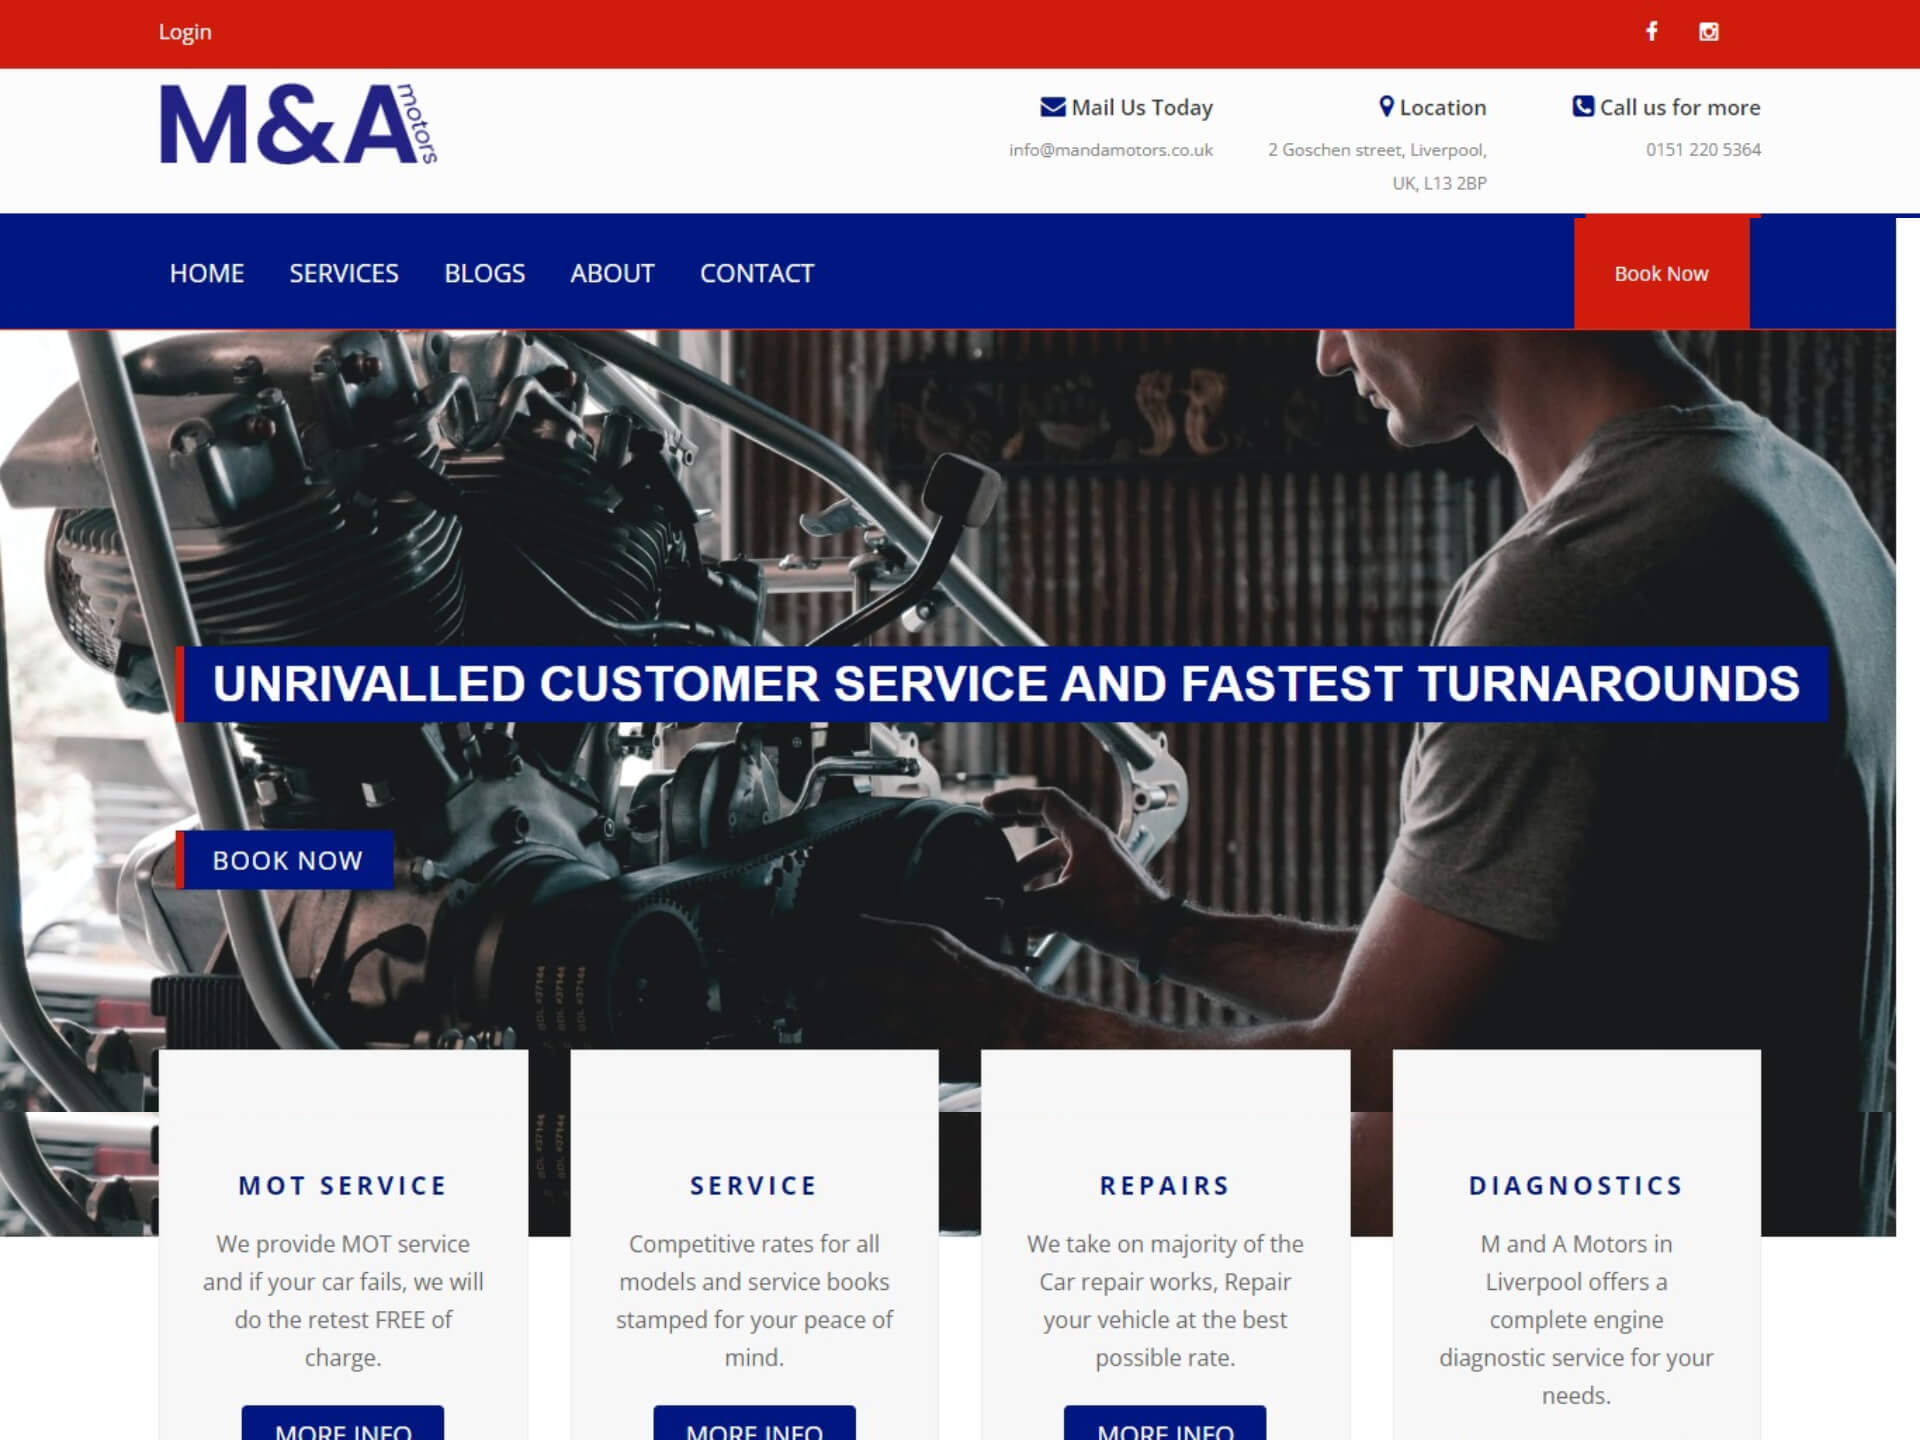 Login
M&A motors
Mail Us Today
info@mandamotors.co.uk
Location
2 Goschen street, Liverpool,
UK, L13 2BP
Call us for more
0151 220 5364
HOME SERVICES BLOGS ABOUT CONTACT
Book Now
UNRIVALLED CUSTOMER SERVICE AND FASTEST TURNAROUNDS
BOOK NOW
MOT SERVICE
We provide MOT service
and if your car fails, we will
do the retest FREE of
charge.
MORE INFO
SERVICE
Competitive rates for all
models and service books
stamped for your peace of
mind.
MORE INFO
REPAIRS
We take on majority of the
Car repair works, Repair
your vehicle at the best
possible rate.
MORE INFO
DIAGNOSTICS
M and A Motors in
Liverpool offers a
complete engine
diagnostic service for your
needs.